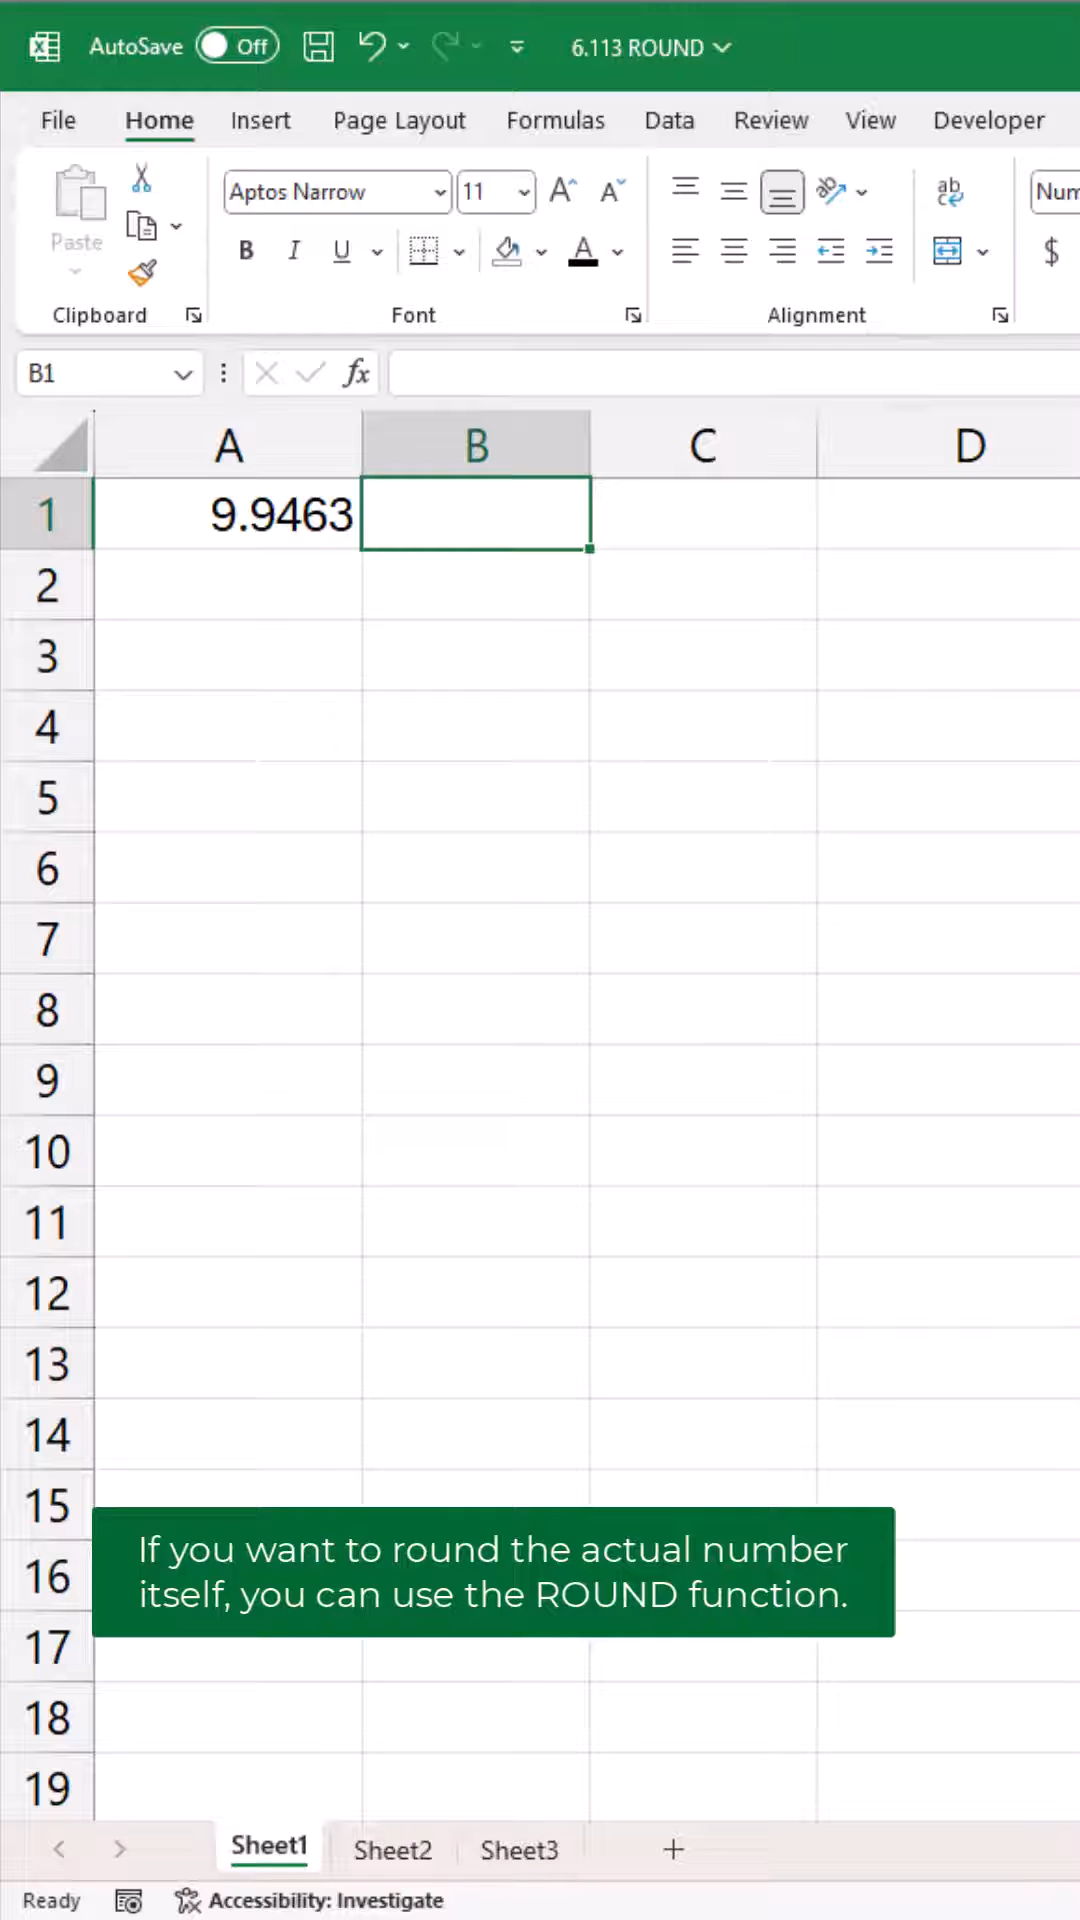 AutoSave Off 6.113 ROUND
File Home Insert Page Layout Formulas Data Review View Developer
Paste
Aptos Narrow 11 A A ab Num
B I U A $
Clipboard Font Alignment
B1 fx
A B C D
1 9.9463
2
3
4
5
6
7
8
9
10
11
12
13
14
15
If you want to round the actual number
16
itself, you can use the ROUND function.
17
18
19
Sheet1 Sheet2 Sheet3
Ready Accessibility: Investigate